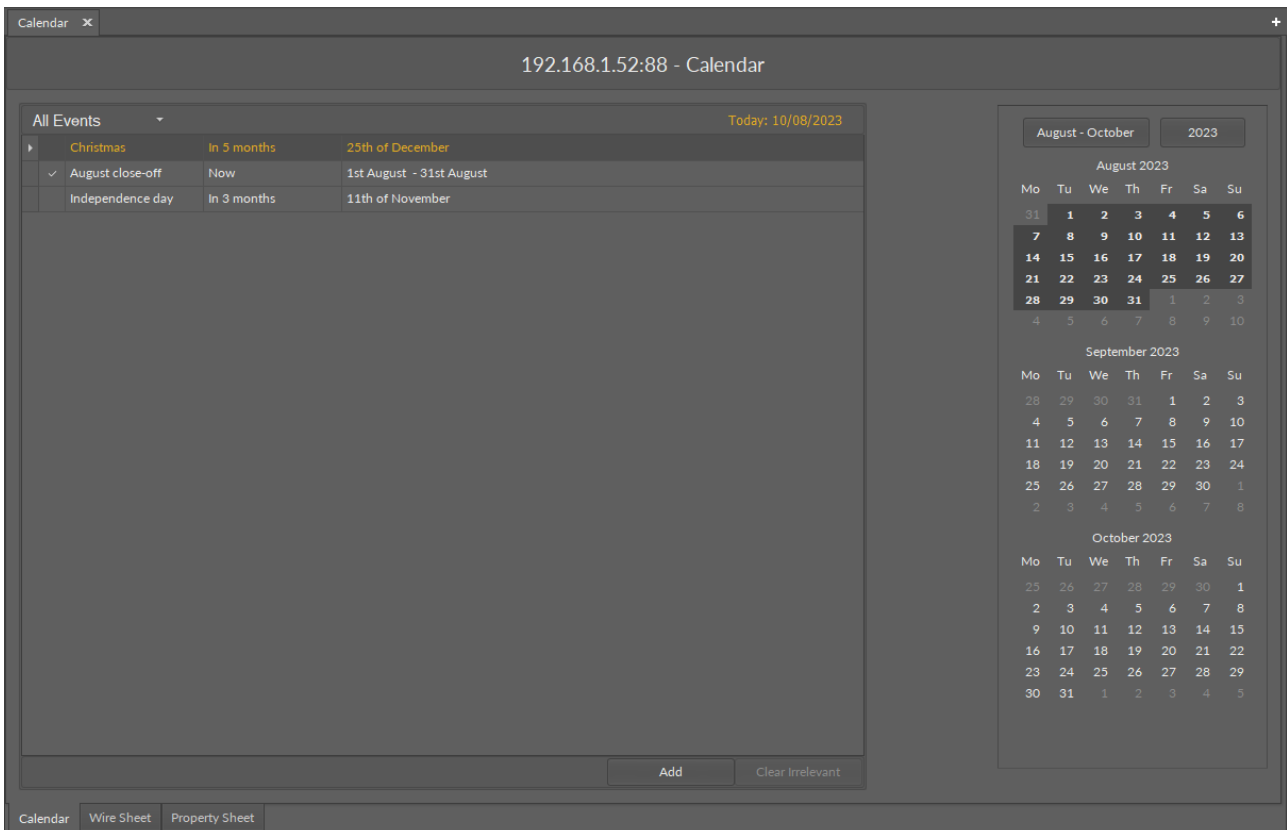 Calendar
192.168.1.52:88 - Calendar
All Events Today: 10/08/2023
Christmas In 5 months 25th of December
August close-off Now 1st August - 31st August
Independence day In 3 months 11th of November
Add Clear Irrelevant
August - October 2023
August 2023
Mo Tu We Th Fr Sa Su
31 1 2 3 4 5 6
7 8 9 10 11 12 13
14 15 16 17 18 19 20
21 22 23 24 25 26 27
28 29 30 31 1 2 3
4 5 6 7 8 9 10
September 2023
Mo Tu We Th Fr Sa Su
28 29 30 31 1 2 3
4 5 6 7 8 9 10
11 12 13 14 15 16 17
18 19 20 21 22 23 24
25 26 27 28 29 30 1
2 3 4 5 6 7 8
October 2023
Mo Tu We Th Fr Sa Su
25 26 27 28 29 30 1
2 3 4 5 6 7 8
9 10 11 12 13 14 15
16 17 18 19 20 21 22
23 24 25 26 27 28 29
30 31 1 2 3 4 5
Calendar Wire Sheet Property Sheet